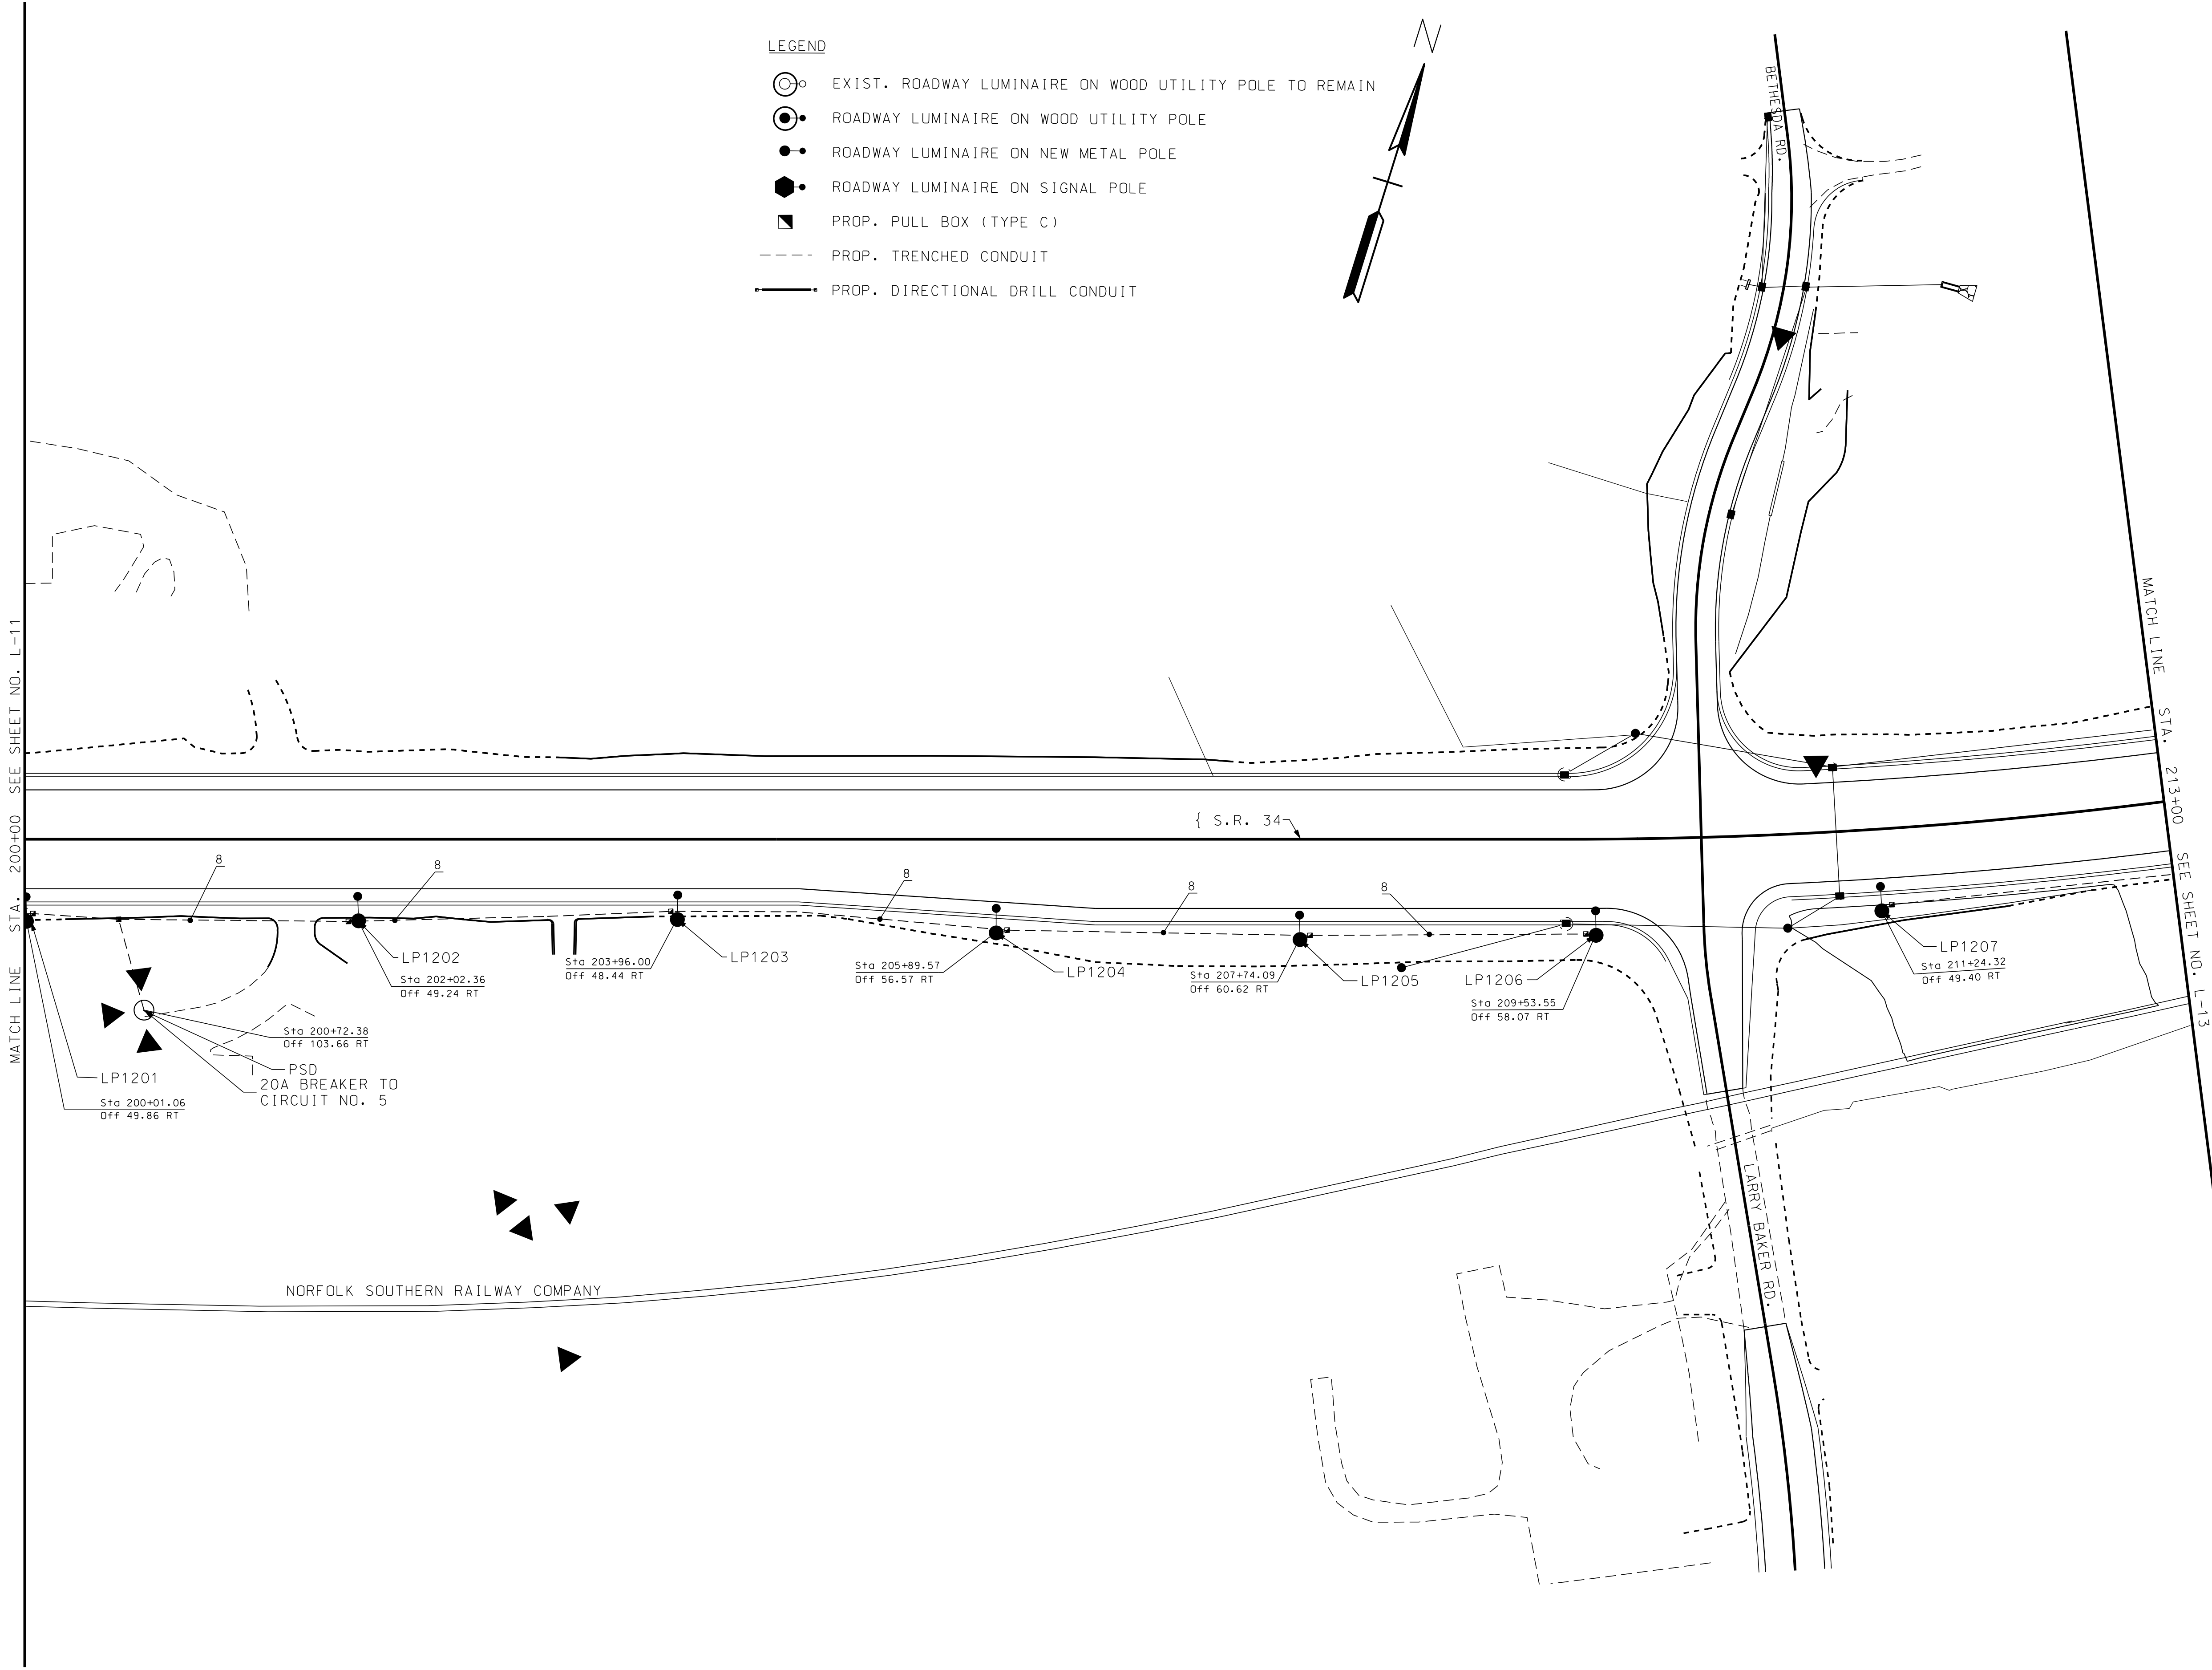 LEGEND
EXIST. ROADWAY LUMINAIRE ON WOOD UTILITY POLE TO REMAIN
ROADWAY LUMINAIRE ON WOOD UTILITY POLE
ROADWAY LUMINAIRE ON NEW METAL POLE
ROADWAY LUMINAIRE ON SIGNAL POLE
PROP. PULL BOX (TYPE C)
PROP. TRENCHED CONDUIT
PROP. DIRECTIONAL DRILL CONDUIT
N
BETHESDA RD.
MATCH LINE STA. 200+00 SEE SHEET NO. L-11
MATCH LINE STA. 213+00 SEE SHEET NO. L-13
{ S.R. 34
8
8
8
8
8
LP1201
Sta 200+01.06
Off 49.86 RT
Sta 200+72.38
Off 103.66 RT
PSD
20A BREAKER TO
CIRCUIT NO. 5
LP1202
Sta 202+02.36
Off 49.24 RT
Sta 203+96.00
Off 48.44 RT
LP1203
Sta 205+89.57
Off 56.57 RT
LP1204
Sta 207+74.09
Off 60.62 RT
LP1205
LP1206
Sta 209+53.55
Off 58.07 RT
LP1207
Sta 211+24.32
Off 49.40 RT
NORFOLK SOUTHERN RAILWAY COMPANY
LARRY BAKER RD.